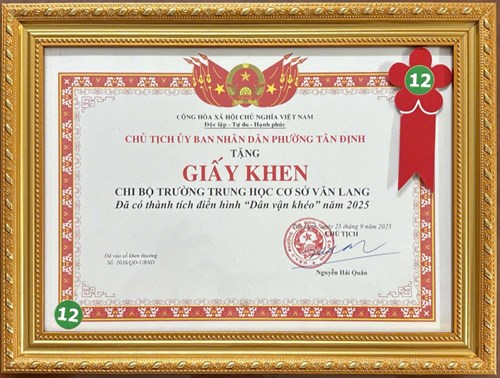 12
CỘNG HÒA XÃ HỘI CHỦ NGHĨA VIỆT NAM
Độc lập - Tự do - Hạnh phúc
CHỦ TỊCH ỦY BAN NHÂN DÂN PHƯỜNG TÂN ĐỊNH
TẶNG
GIẤY KHEN
CHI BỘ TRƯỜNG TRUNG HỌC CƠ SỞ VĂN LANG
Đã có thành tích điển hình “Dân vận khéo” năm 2025
ngày 25 tháng 9 năm 2025
CHỦ TỊCH
Đã vào sổ khen thưởng
Số: /QĐ-UBND
Nguyễn Hải Quân
12